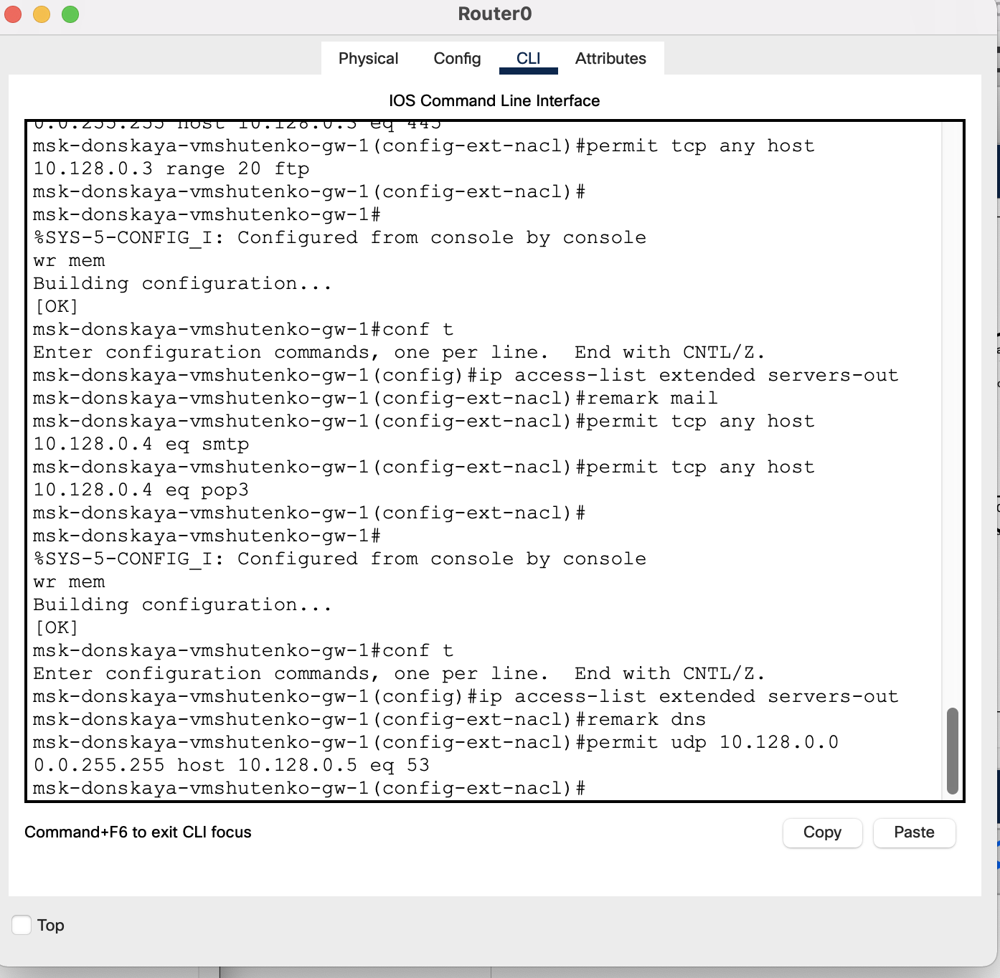 Router0
Physical Config CLI Attributes
IOS Command Line Interface
0.0.255.255 host 10.128.0.3 eq 445
msk-donskaya-vmshutenko-gw-1(config-ext-nacl)#permit tcp any host
10.128.0.3 range 20 ftp
msk-donskaya-vmshutenko-gw-1(config-ext-nacl)#
msk-donskaya-vmshutenko-gw-1#
%SYS-5-CONFIG_I: Configured from console by console
wr mem
Building configuration...
[OK]
msk-donskaya-vmshutenko-gw-1#conf t
Enter configuration commands, one per line.  End with CNTL/Z.
msk-donskaya-vmshutenko-gw-1(config)#ip access-list extended servers-out
msk-donskaya-vmshutenko-gw-1(config-ext-nacl)#remark mail
msk-donskaya-vmshutenko-gw-1(config-ext-nacl)#permit tcp any host
10.128.0.4 eq smtp
msk-donskaya-vmshutenko-gw-1(config-ext-nacl)#permit tcp any host
10.128.0.4 eq pop3
msk-donskaya-vmshutenko-gw-1(config-ext-nacl)#
msk-donskaya-vmshutenko-gw-1#
%SYS-5-CONFIG_I: Configured from console by console
wr mem
Building configuration...
[OK]
msk-donskaya-vmshutenko-gw-1#conf t
Enter configuration commands, one per line.  End with CNTL/Z.
msk-donskaya-vmshutenko-gw-1(config)#ip access-list extended servers-out
msk-donskaya-vmshutenko-gw-1(config-ext-nacl)#remark dns
msk-donskaya-vmshutenko-gw-1(config-ext-nacl)#permit udp 10.128.0.0
0.0.255.255 host 10.128.0.5 eq 53
msk-donskaya-vmshutenko-gw-1(config-ext-nacl)#
Command+F6 to exit CLI focus
Copy Paste
Top